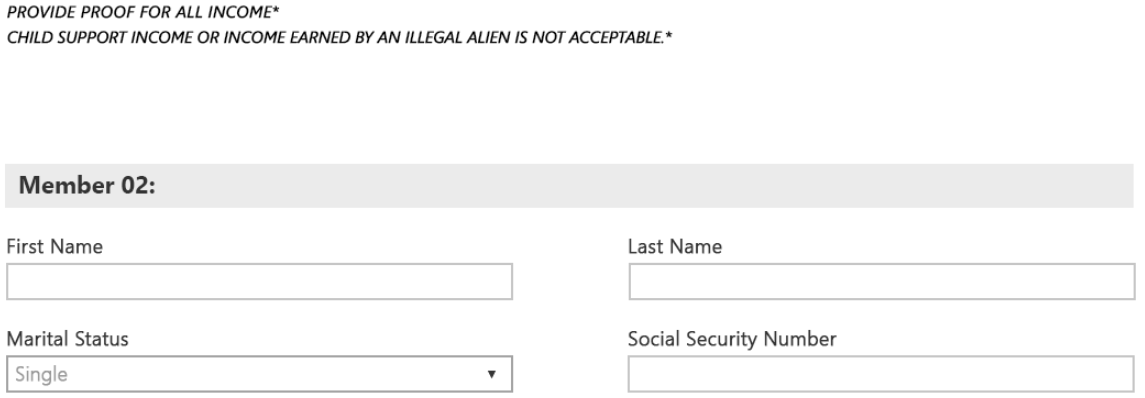 PROVIDE PROOF FOR ALL INCOME*
CHILD SUPPORT INCOME OR INCOME EARNED BY AN ILLEGAL ALIEN IS NOT ACCEPTABLE.*
Member 02:
First Name
Last Name
Marital Status
Social Security Number
Single